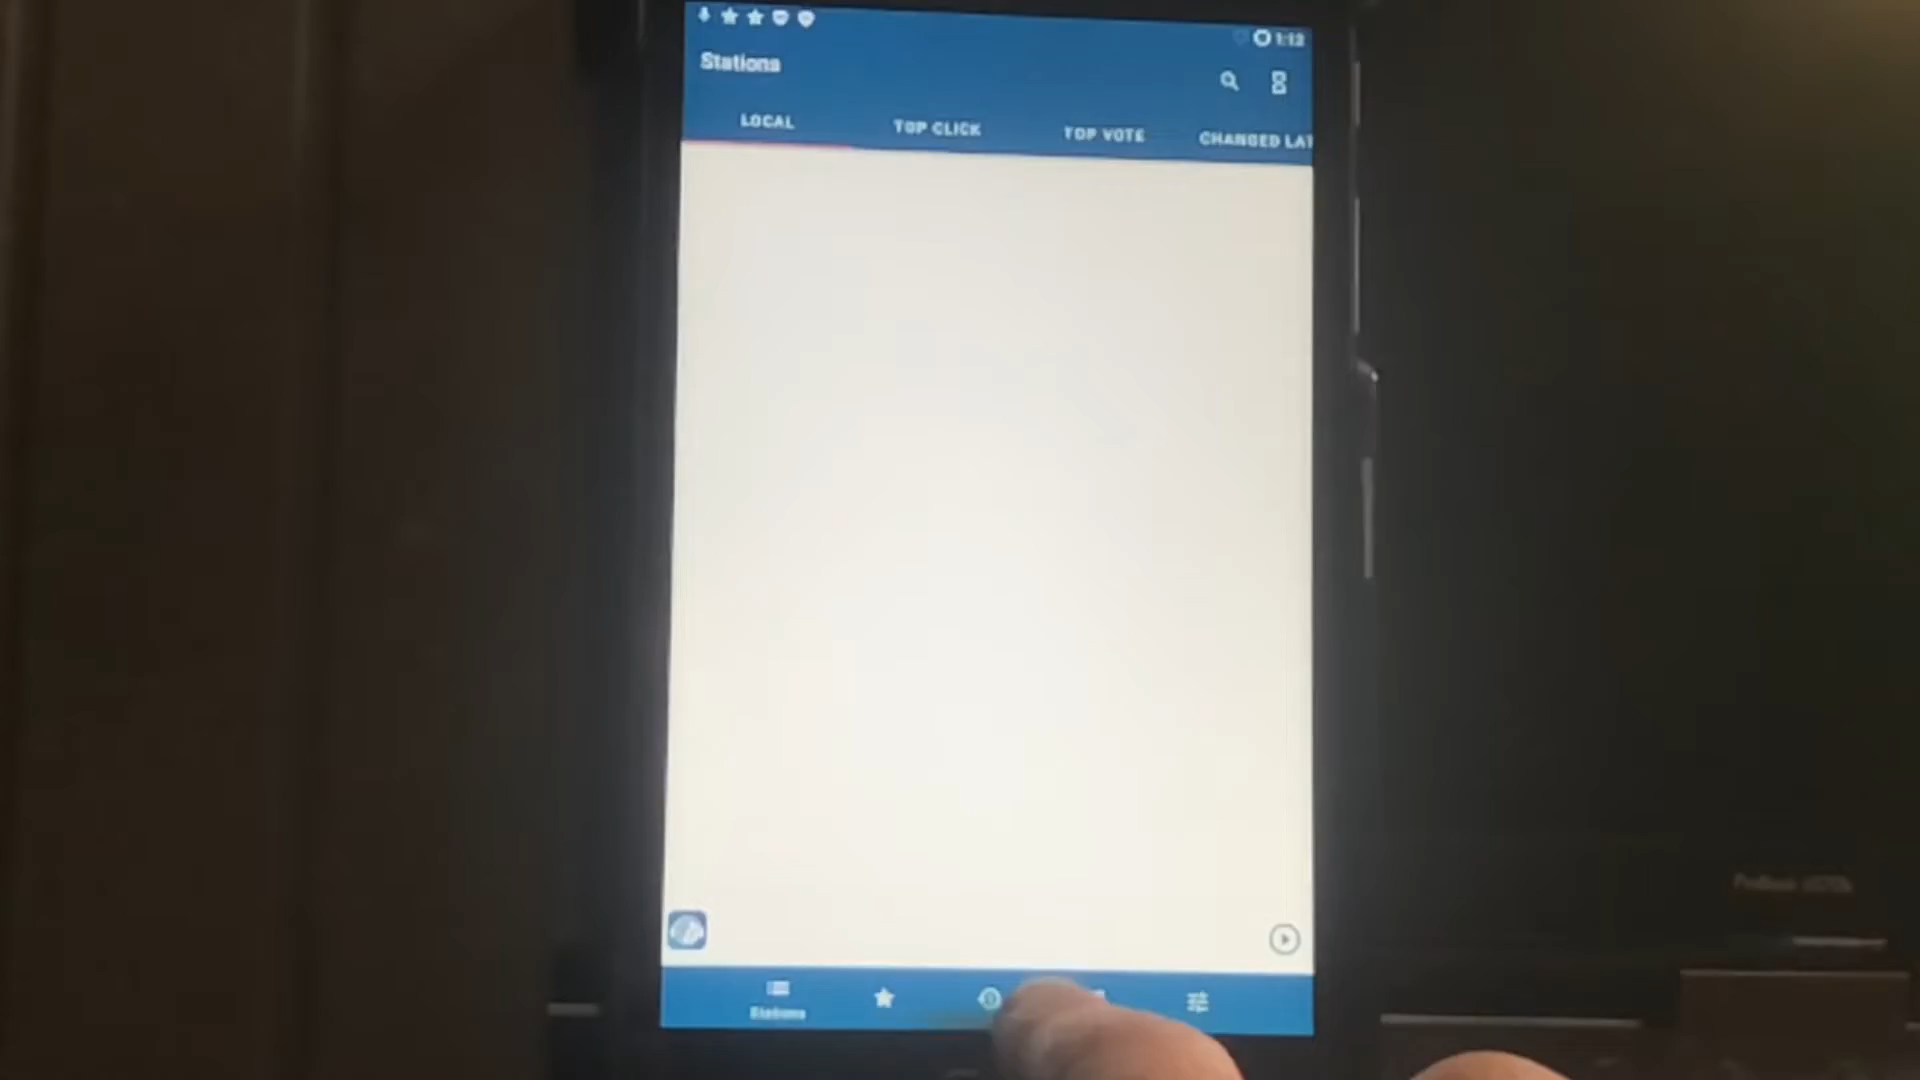 1:13
Stations
LOCAL
TOP CLICK
TOP VOTE
CHANGED LAT
Stations